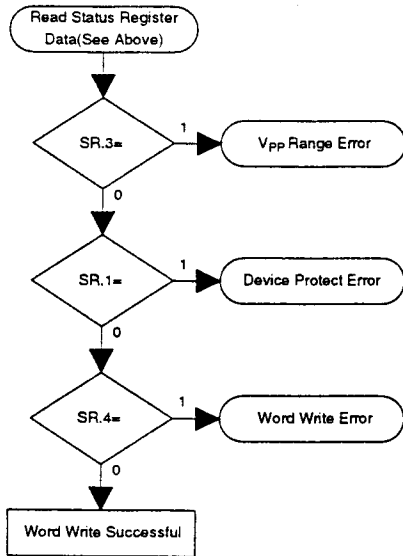 Read Status Register
Data(See Above)
SR.3=
1
VPP Range Error
0
SR.1=
1
Device Protect Error
0
SR.4=
1
Word Write Error
0
Word Write Successful